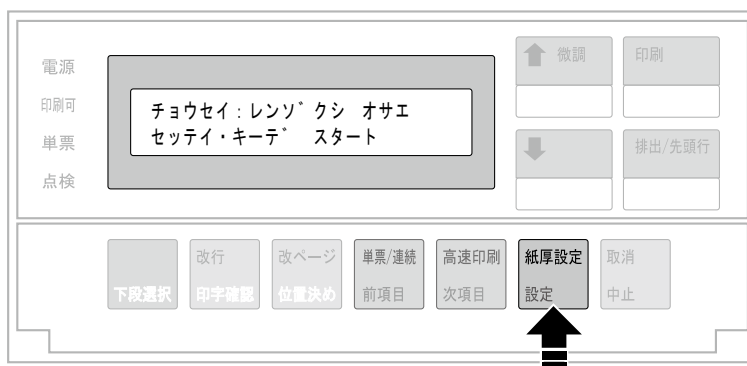 電源
印刷可
単票
点検
チョウセイ：レンゾクシ オサエ
セッテイ・キーデ スタート
微調
印刷
排出/先頭行
下段選択
改行
印字確認
改ページ
位置決め
単票/連続
前項目
高速印刷
次項目
紙厚設定
設定
取消
中止